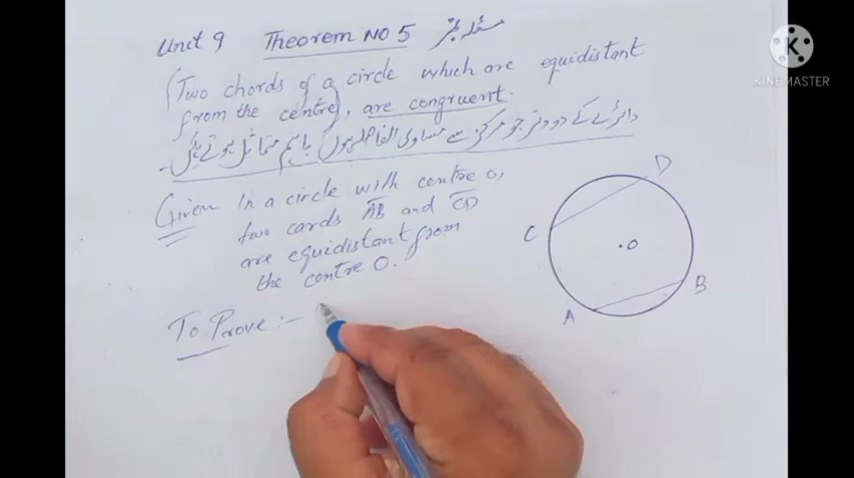 Unit 9 Theorem NO 5 مسئلہ نمبر
(Two chords of a circle which are equidistant
from the centre), are congruent.
دائرے کے دو وتر جو مرکز سے مساوی الفاصلہ ہوں باہم متماثل ہوتے ہیں۔
Given In a circle with centre O,
two cards AB and CD
are equidistant from
the centre O.
To Prove :-
D
C
O
B
A
K
KINEMASTER